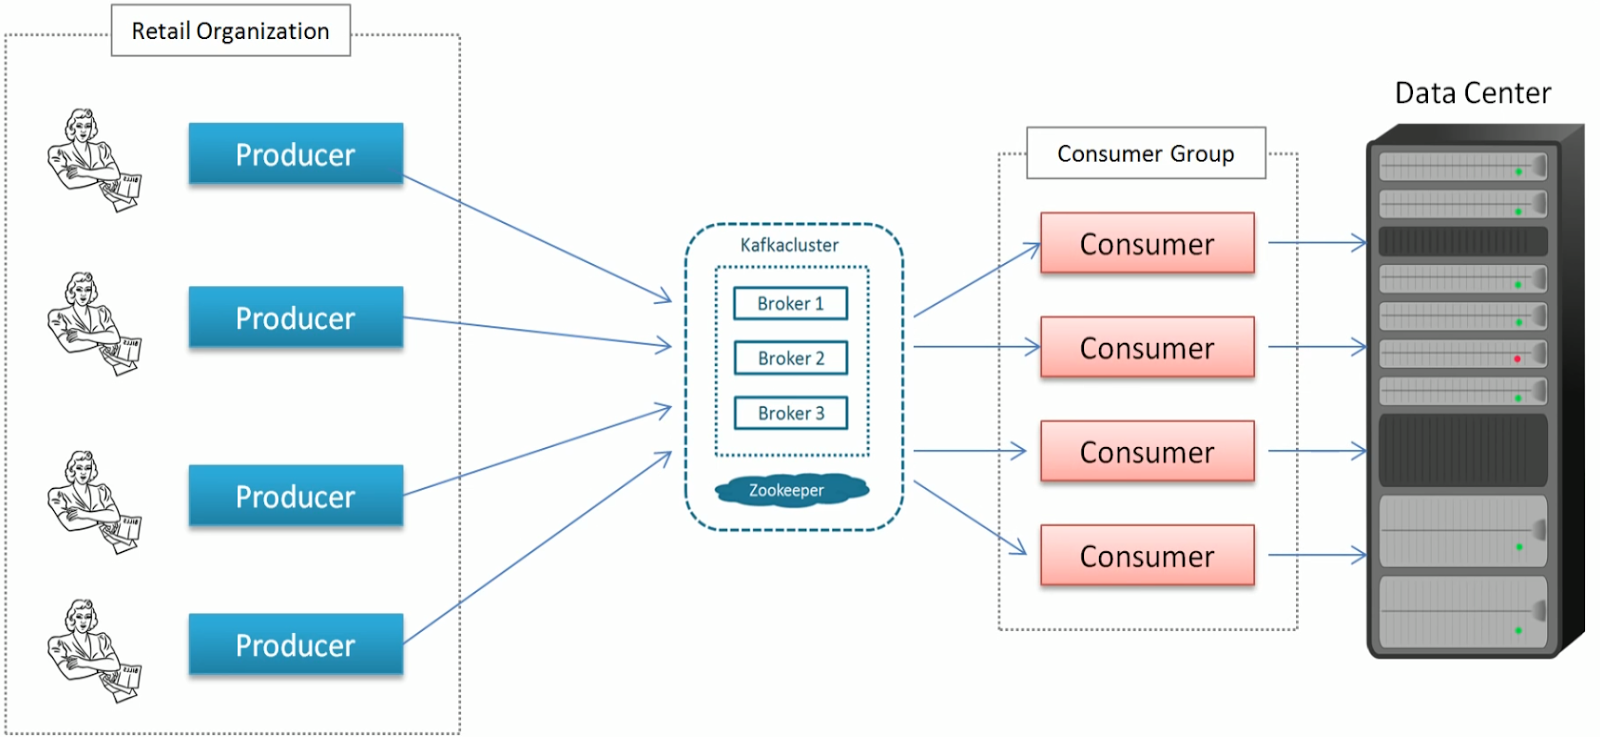 Retail Organization
Producer
Producer
Producer
Producer
Kafkacluster
Broker 1
Broker 2
Broker 3
Zookeeper
Consumer Group
Consumer
Consumer
Consumer
Consumer
Data Center